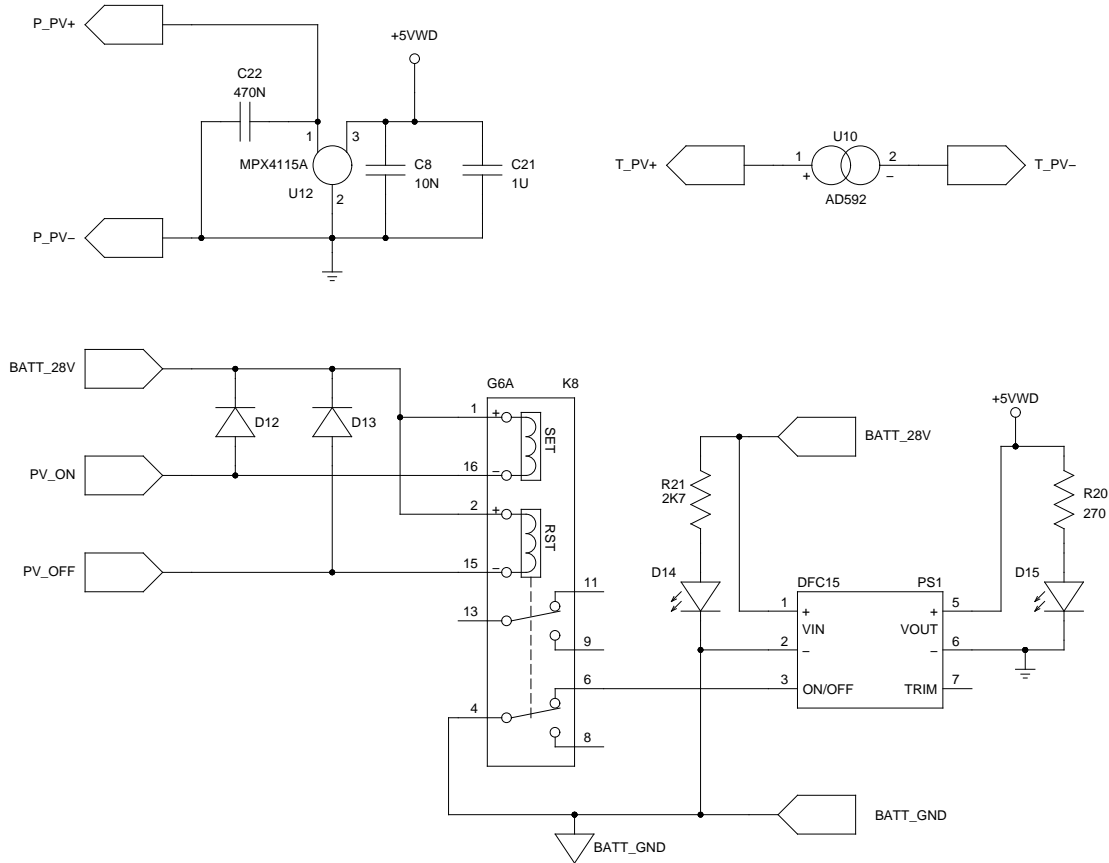 P_PV+
+5VWD
C22
470N
1
3
MPX4115A
U12
2
C8
10N
C21
1U
P_PV–
T_PV+
1
+
U10
2
–
AD592
T_PV–
BATT_28V
D12
D13
PV_ON
PV_OFF
G6A
K8
1
+
SET
16
–
2
+
RST
15
–
11
13
9
6
4
8
BATT_28V
+5VWD
R21
2K7
R20
270
D14
D15
DFC15
PS1
1
+
+
5
VIN
VOUT
2
–
–
6
3
ON/OFF
TRIM
7
BATT_GND
BATT_GND